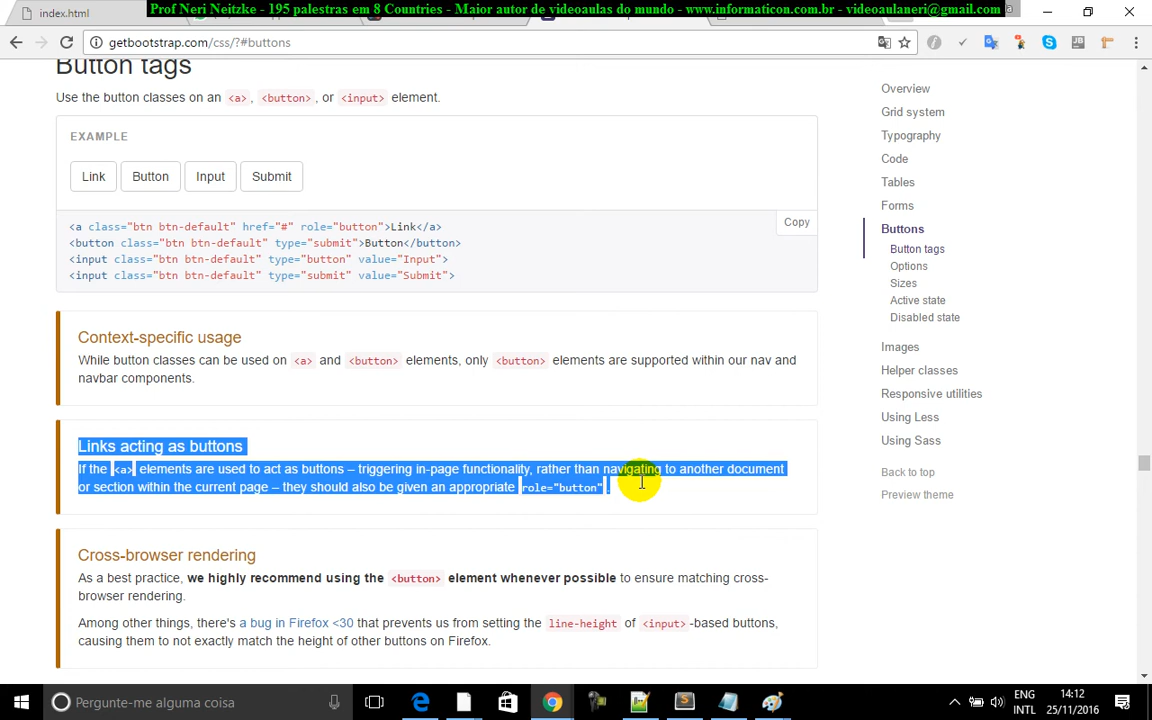 index.html
Prof Neri Neitzke - 195 palestras em 8 Countries - Maior autor de videoaulas do mundo - www.informaticon.com.br - videoaulaneri@gmail.com
getbootstrap.com/css/?#buttons
Button tags
Use the button classes on an <a>, <button>, or <input> element.
EXAMPLE
Link Button Input Submit
Copy
<a class="btn btn-default" href="#" role="button">Link</a>
<button class="btn btn-default" type="submit">Button</button>
<input class="btn btn-default" type="button" value="Input">
<input class="btn btn-default" type="submit" value="Submit">
Context-specific usage
While button classes can be used on <a> and <button> elements, only <button> elements are supported within our nav and
navbar components.
Links acting as buttons
If the <a> elements are used to act as buttons – triggering in-page functionality, rather than navigating to another document
or section within the current page – they should also be given an appropriate role="button".
Cross-browser rendering
As a best practice, we highly recommend using the <button> element whenever possible to ensure matching cross-
browser rendering.
Among other things, there's a bug in Firefox <30 that prevents us from setting the line-height of <input>-based buttons,
causing them to not exactly match the height of other buttons on Firefox.
Overview
Grid system
Typography
Code
Tables
Forms
Buttons
Button tags
Options
Sizes
Active state
Disabled state
Images
Helper classes
Responsive utilities
Using Less
Using Sass
Back to top
Preview theme
Pergunte-me alguma coisa
ENG 14:12
INTL 25/11/2016